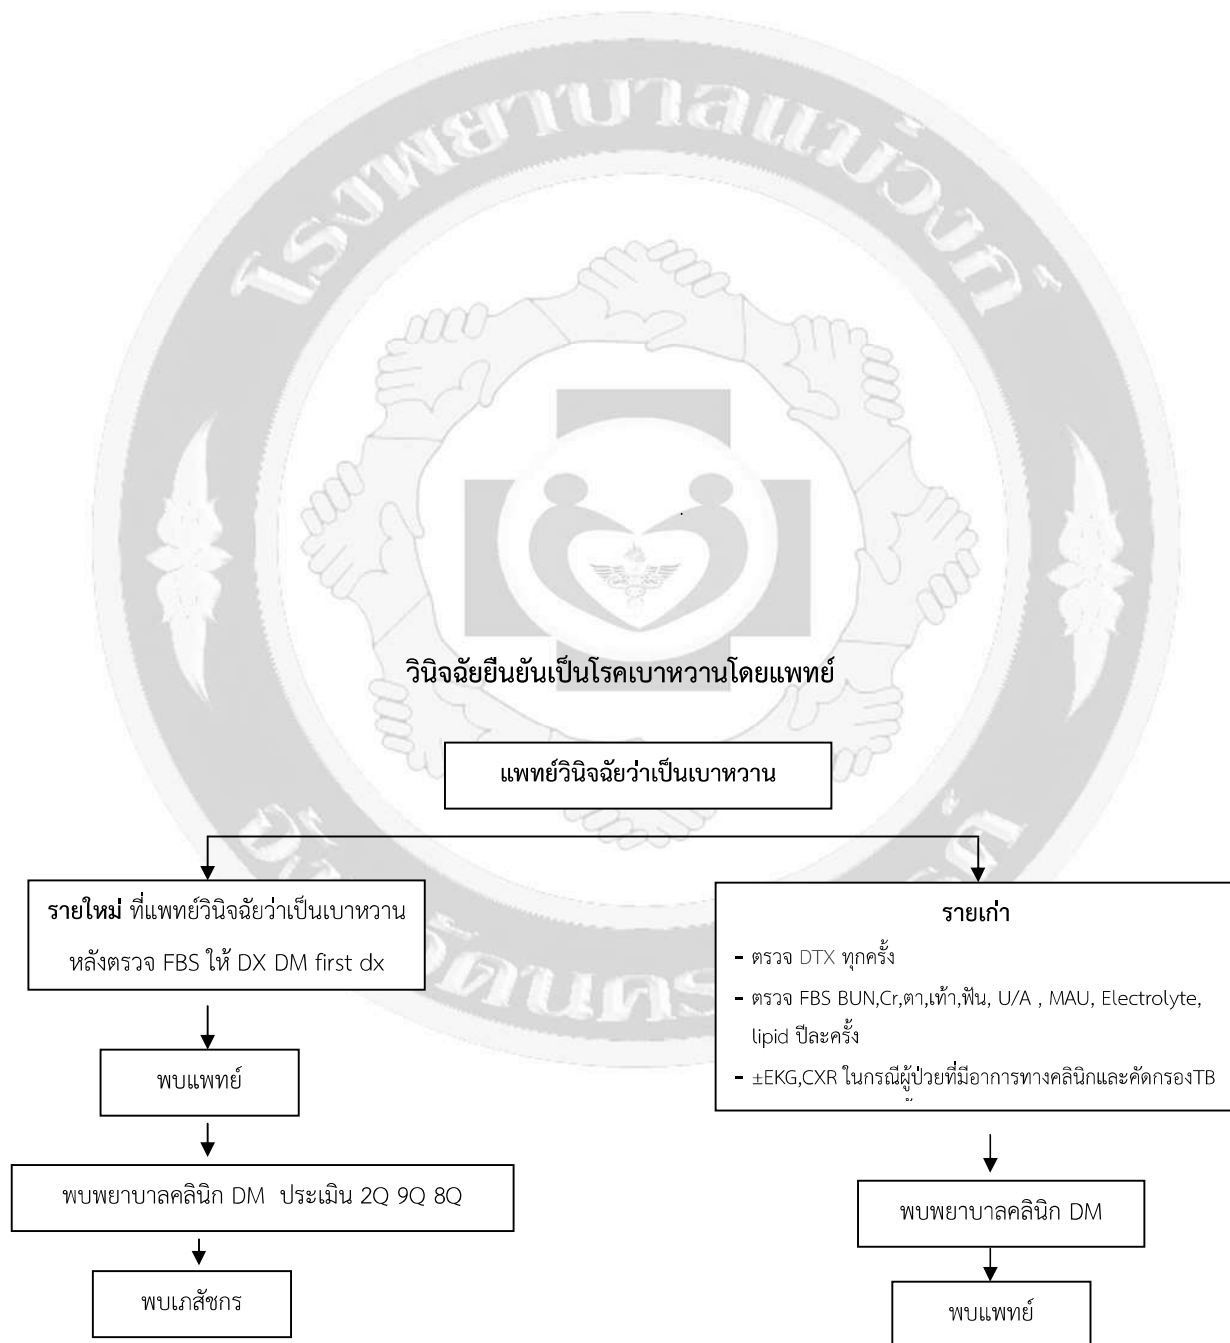 โรงพยาบาลแม่วงก์
วินิจฉัยยืนยันเป็นโรคเบาหวานโดยแพทย์
แพทย์วินิจฉัยว่าเป็นเบาหวาน
รายใหม่ ที่แพทย์วินิจฉัยว่าเป็นเบาหวาน
หลังตรวจ FBS ให้ DX DM first dx
พบแพทย์
พบพยาบาลคลินิก DM ประเมิน 2Q 9Q 8Q
พบเภสัชกร
รายเก่า
- ตรวจ DTX ทุกครั้ง
- ตรวจ FBS BUN,Cr,ตา,เท้า,ฟัน, U/A , MAU, Electrolyte,
lipid ปีละครั้ง
- ±EKG,CXR ในกรณีผู้ป่วยที่มีอาการทางคลินิกและคัดกรองTB
พบพยาบาลคลินิก DM
พบแพทย์